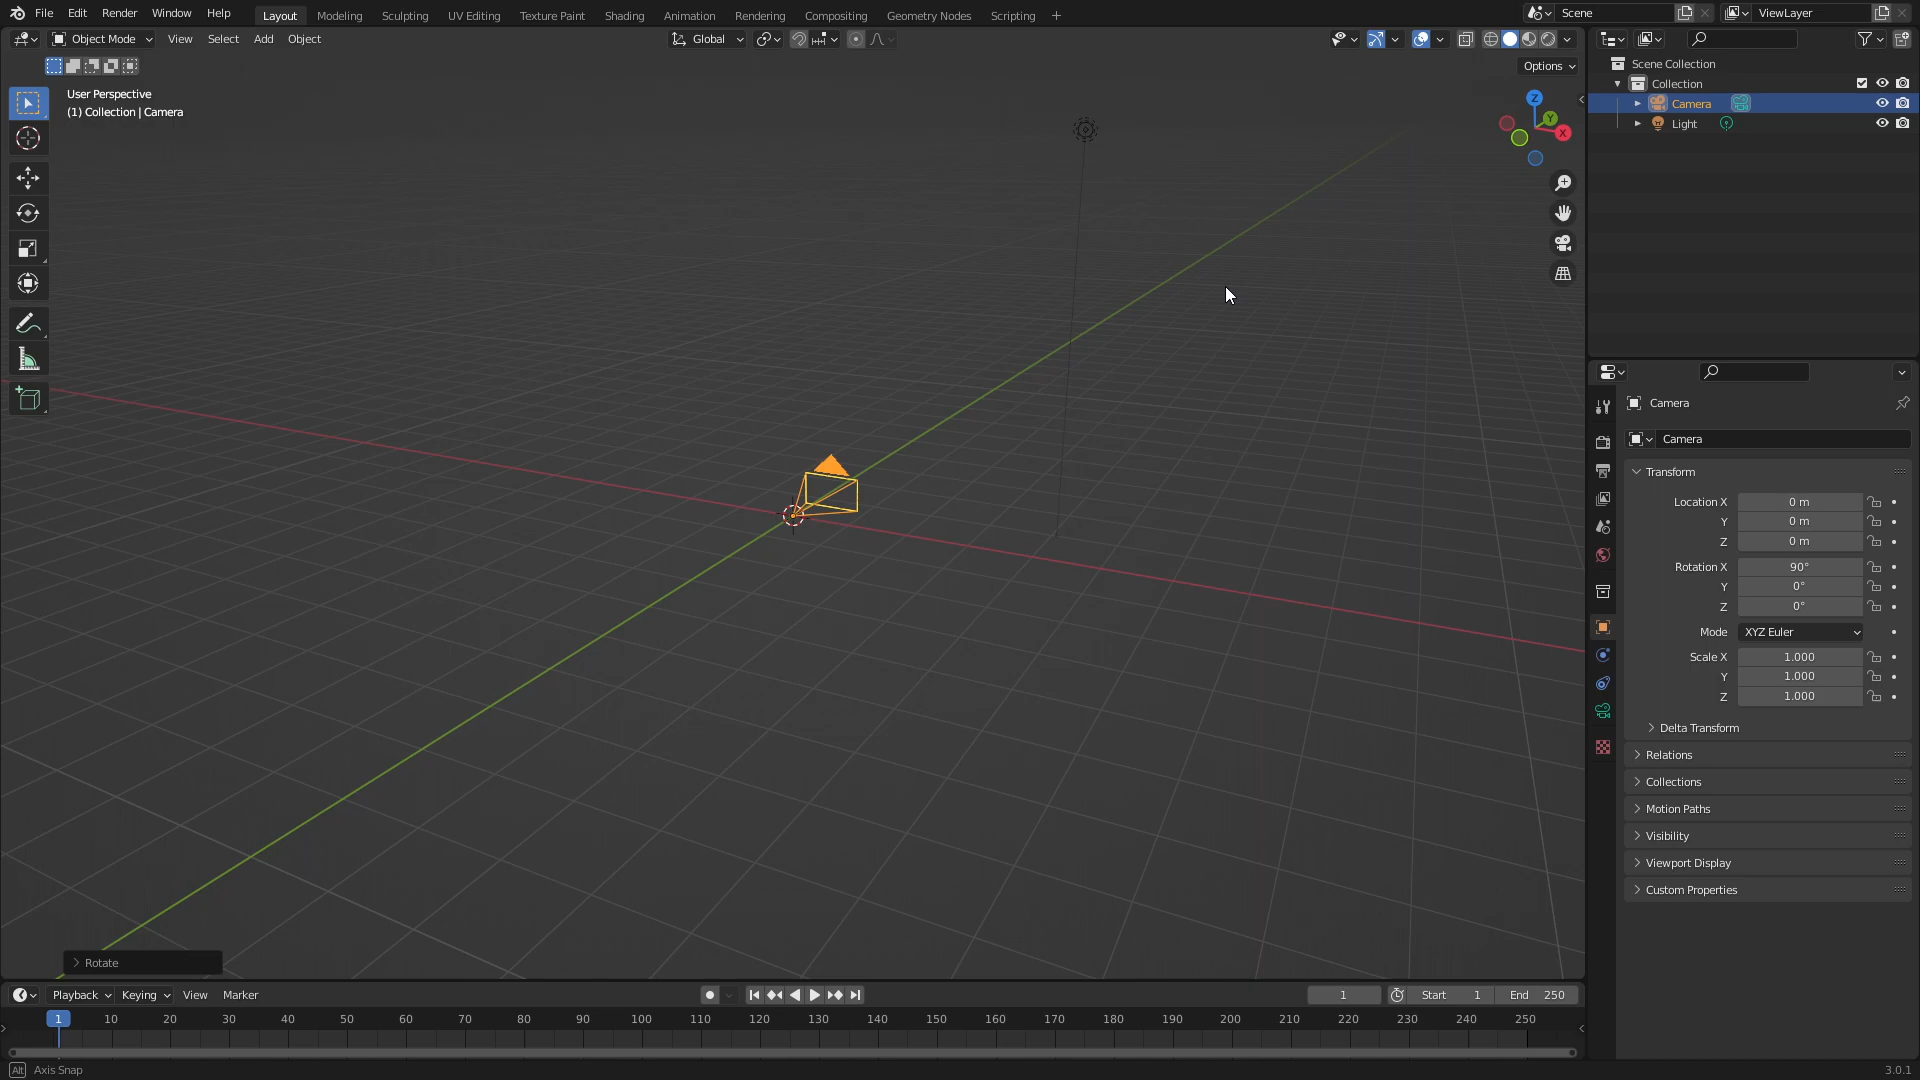 File Edit Render Window Help Layout Modeling Sculpting UV Editing Texture Paint Shading Animation Rendering Compositing Geometry Nodes Scripting + Scene ViewLayer
Object Mode View Select Add Object Global
Options
User Perspective
(1) Collection | Camera
Z
Y
X
Rotate
Scene Collection
Collection
Camera
Light
Camera
Camera
Transform
Location X 0 m
Y 0 m
Z 0 m
Rotation X 90°
Y 0°
Z 0°
Mode XYZ Euler
Scale X 1.000
Y 1.000
Z 1.000
Delta Transform
Relations
Collections
Motion Paths
Visibility
Viewport Display
Custom Properties
Playback Keying View Marker 1 Start 1 End 250
1 10 20 30 40 50 60 70 80 90 100 110 120 130 140 150 160 170 180 190 200 210 220 230 240 250
Alt Axis Snap 3.0.1